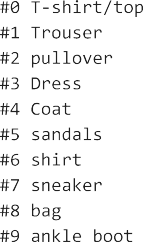 #0 T-shirt/top
#1 Trouser
#2 pullover
#3 Dress
#4 Coat
#5 sandals
#6 shirt
#7 sneaker
#8 bag
#9 ankle boot